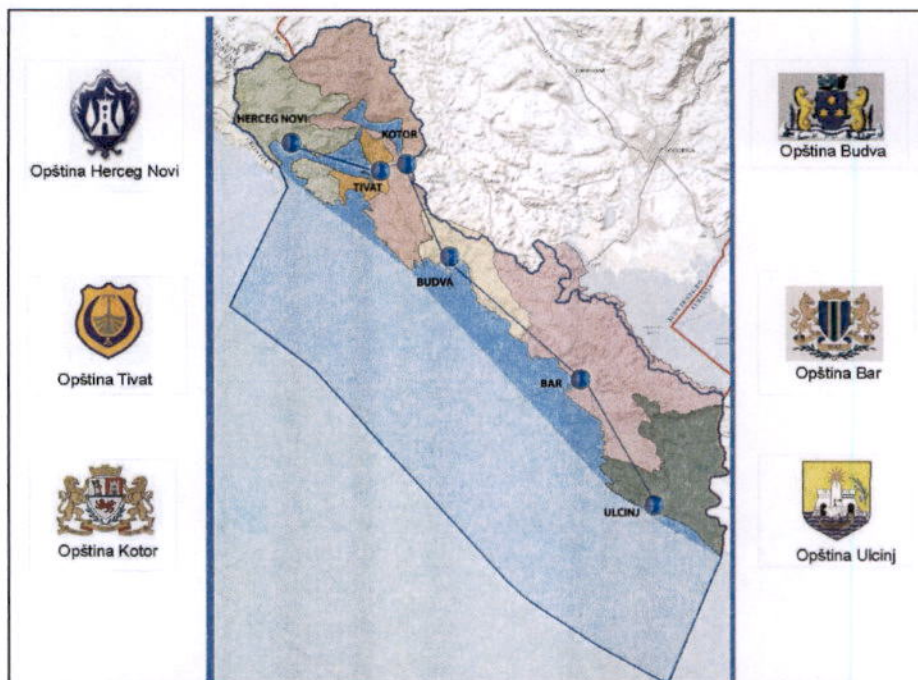 Opština Herceg Novi
Opština Tivat
Opština Kotor
HERCEG NOVI
KOTOR
TIVAT
BUDVA
BAR
ULCINJ
Opština Budva
Opština Bar
Opština Ulcinj